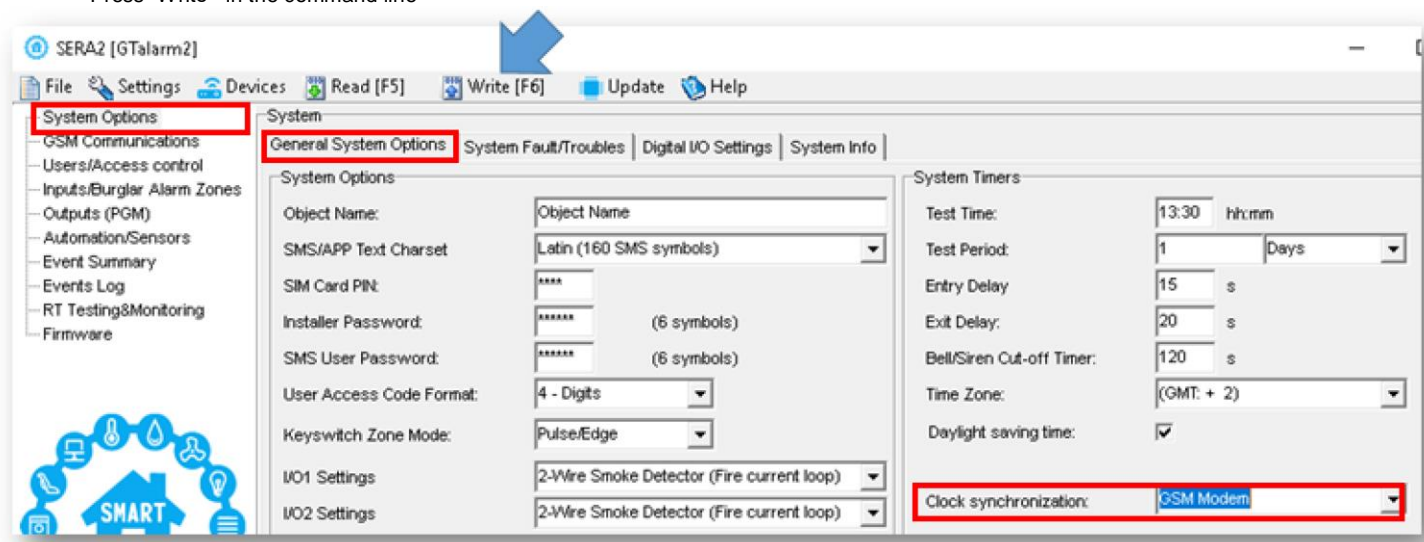 Press "Write" in the command line
SERA2 [GTalarm2]
File Settings Devices Read [F5] Write [F6] Update Help
System Options
GSM Communications
Users/Access control
Inputs/Burglar Alarm Zones
Outputs (PGM)
Automation/Sensors
Event Summary
Events Log
RT Testing&Monitoring
Firmware
SMART
System
General System Options System Fault/Troubles Digital I/O Settings System Info
System Options
Object Name: Object Name
SMS/APP Text Charset Latin (160 SMS symbols)
SIM Card PIN: ****
Installer Password: ****** (6 symbols)
SMS User Password: ****** (6 symbols)
User Access Code Format: 4 - Digits
Keyswitch Zone Mode: Pulse/Edge
I/O1 Settings 2-Wire Smoke Detector (Fire current loop)
I/O2 Settings 2-Wire Smoke Detector (Fire current loop)
System Timers
Test Time: 13:30 hh:mm
Test Period: 1 Days
Entry Delay 15 s
Exit Delay: 20 s
Bell/Siren Cut-off Timer: 120 s
Time Zone: (GMT: + 2)
Daylight saving time:
Clock synchronization: GSM Modem